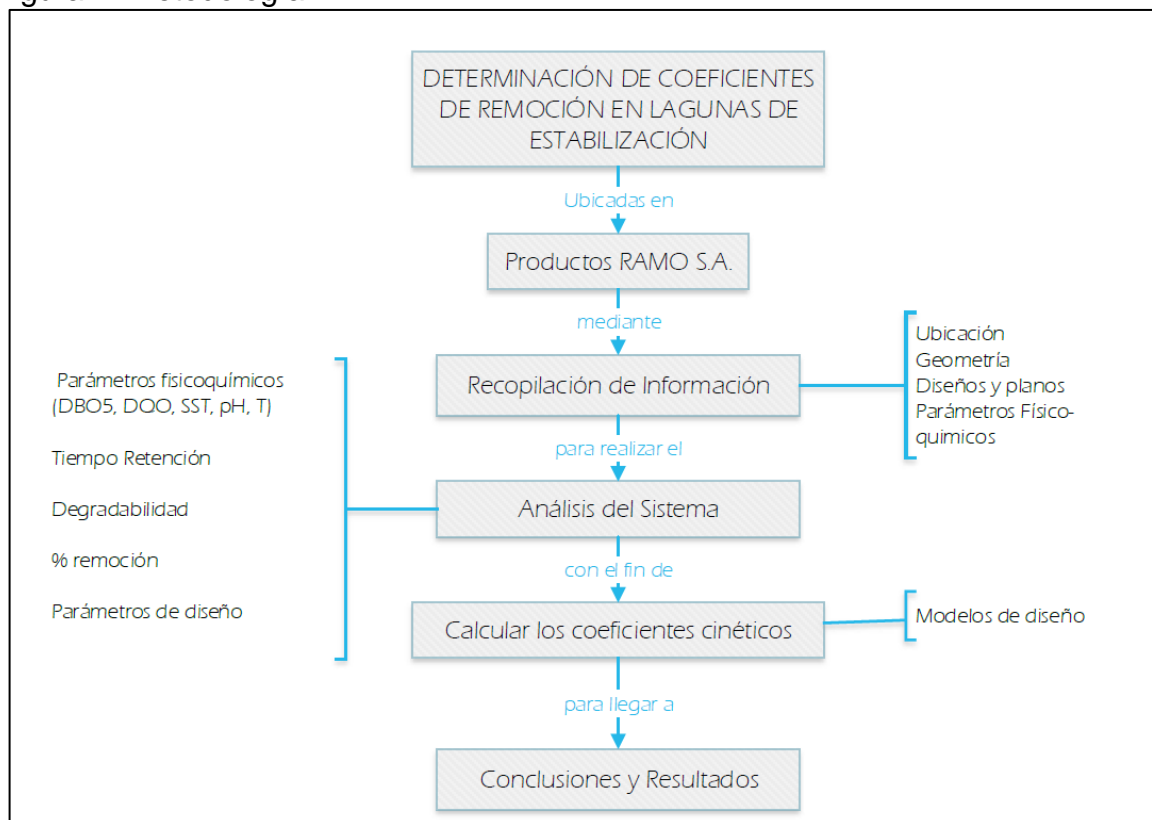 DETERMINACIÓN DE COEFICIENTES
DE REMOCIÓN EN LAGUNAS DE
ESTABILIZACIÓN
Ubicadas en
Productos RAMO S.A.
mediante
Recopilación de Información
Ubicación
Geometría
Diseños y planos
Parámetros Físico-
quimicos
para realizar el
Análisis del Sistema
Parámetros fisicoquímicos
(DBO5, DQO, SST, pH, T)
Tiempo Retención
Degradabilidad
% remoción
Parámetros de diseño
con el fin de
Calcular los coeficientes cinéticos
Modelos de diseño
para llegar a
Conclusiones y Resultados